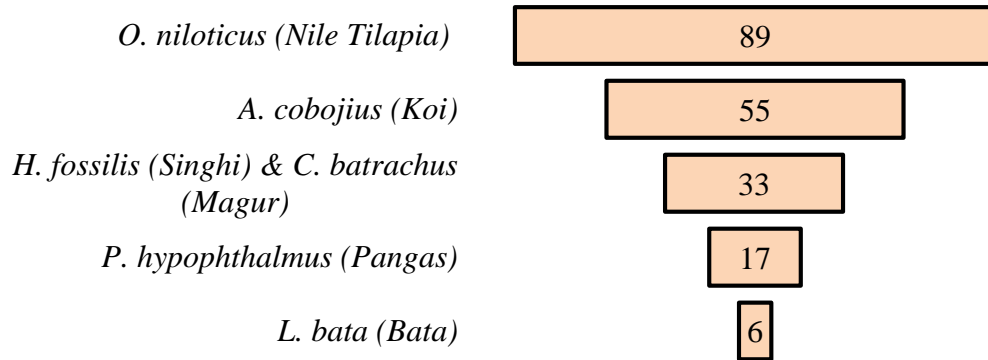 O. niloticus (Nile Tilapia)
89
A. cobojius (Koi)
55
H. fossilis (Singhi) & C. batrachus
(Magur)
33
P. hypophthalmus (Pangas)
17
L. bata (Bata)
6